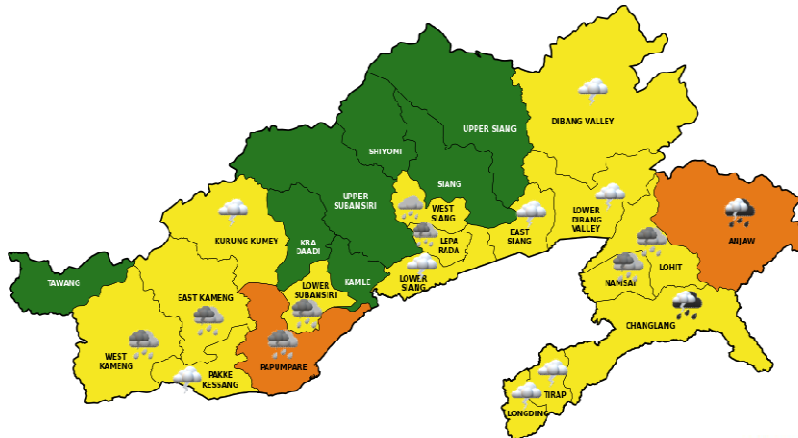 DIBANG VALLEY
UPPER SIANG
SHIYOMI
SIANG
UPPER
SUBANSIRI
WEST
SIANG
LOWER
DIBANG
VALLEY
EAST
SIANG
KURUNG KUMEY
KRA
DAADI
LEPA
RADA
ANJAW
LOHIT
NAMSAI
TAWANG
KAMLE
LOWER
SIANG
LOWER
SUBANSIRI
EAST KAMENG
CHANGLANG
WEST
KAMENG
PAPUMPARE
PAKKE
KESSANG
TIRAP
LONGDING